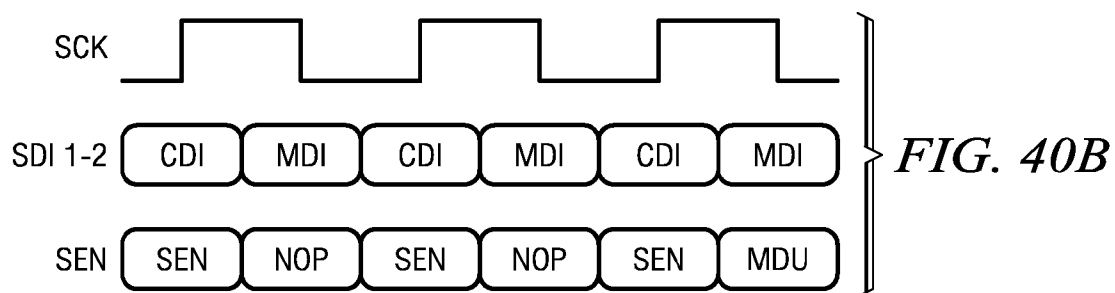 SCK
SDI 1-2 CDI MDI CDI MDI CDI MDI
FIG. 40B
SEN SEN NOP SEN NOP SEN MDU